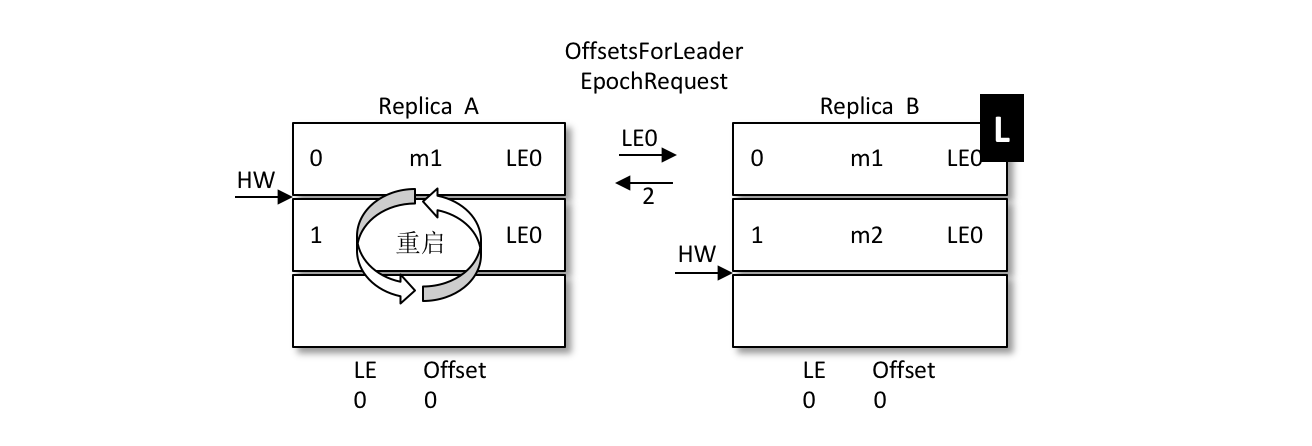 OffsetsForLeader
EpochRequest
Replica A
Replica B
L
0 m1 LE0
LE0
0 m1 LE0
HW
2
1 重启 LE0
1 m2 LE0
HW
LE Offset
0 0
LE Offset
0 0